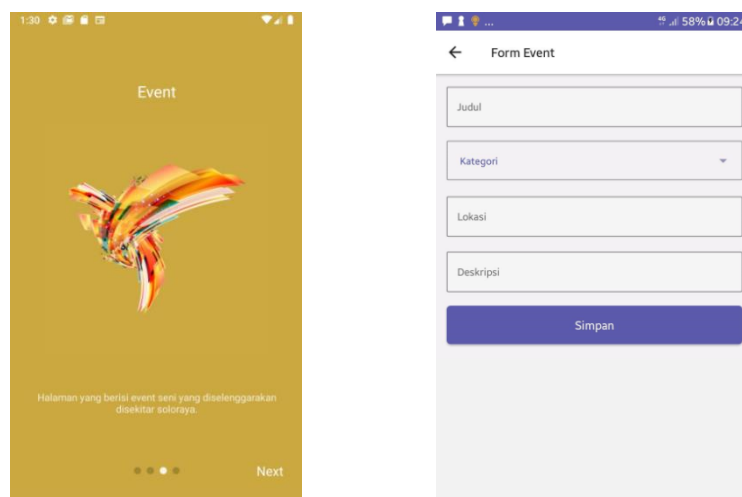 1:30
Event
Halaman yang berisi event seni yang diselenggarakan
disekitar soloraya.
Next
... 58% 09:24
Form Event
Judul
Kategori
Lokasi
Deskripsi
Simpan